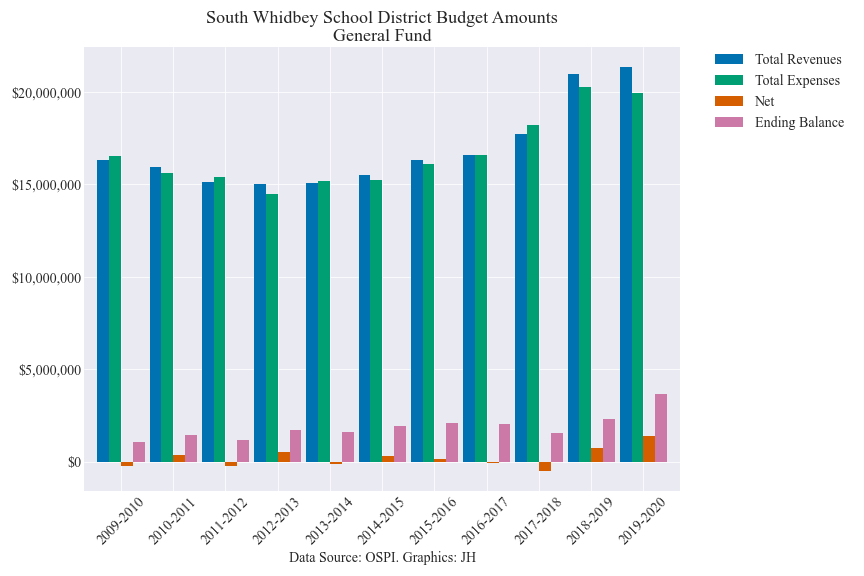 South Whidbey School District Budget Amounts
General Fund
Total Revenues
Total Expenses
Net
Ending Balance
$20,000,000
$15,000,000
$10,000,000
$5,000,000
$0
2009-2010
2010-2011
2011-2012
2012-2013
2013-2014
2014-2015
2015-2016
2016-2017
2017-2018
2018-2019
2019-2020
Data Source: OSPI. Graphics: JH